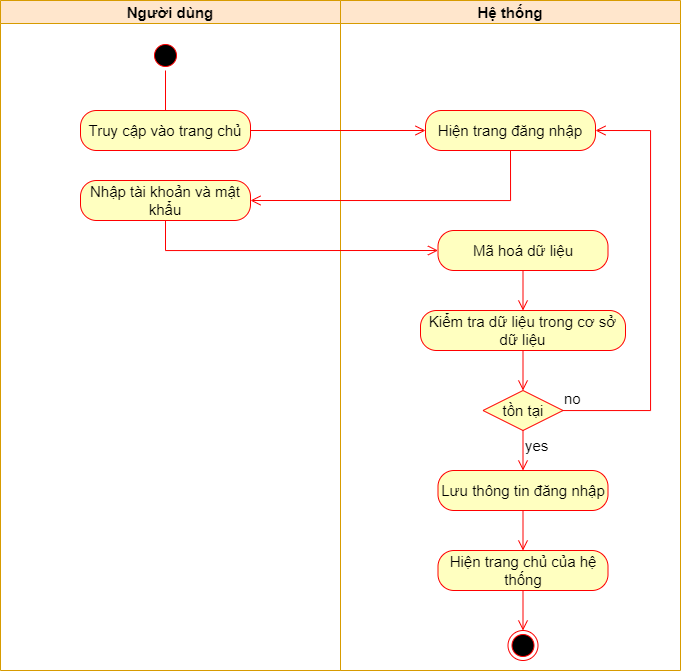 Người dùng
Hệ thống
Truy cập vào trang chủ
Hiện trang đăng nhập
Nhập tài khoản và mật
khẩu
Mã hoá dữ liệu
Kiểm tra dữ liệu trong cơ sở
dữ liệu
tồn tại
no
yes
Lưu thông tin đăng nhập
Hiện trang chủ của hệ
thống